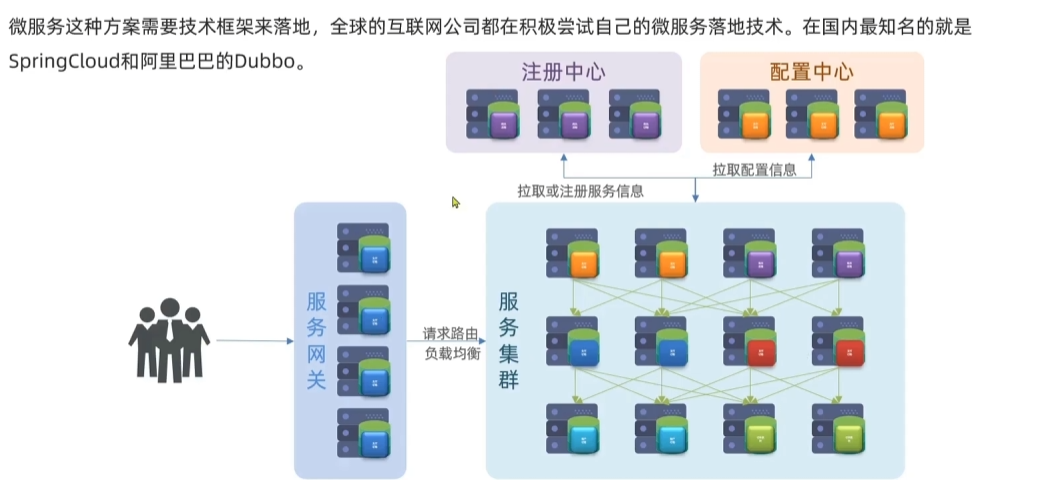 微服务这种方案需要技术框架来落地，全球的互联网公司都在积极尝试自己的微服务落地技术。在国内最知名的就是
SpringCloud和阿里巴巴的Dubbo。
注册中心
配置中心
拉取配置信息
拉取或注册服务信息
服务网关
请求路由
负载均衡
服务集群